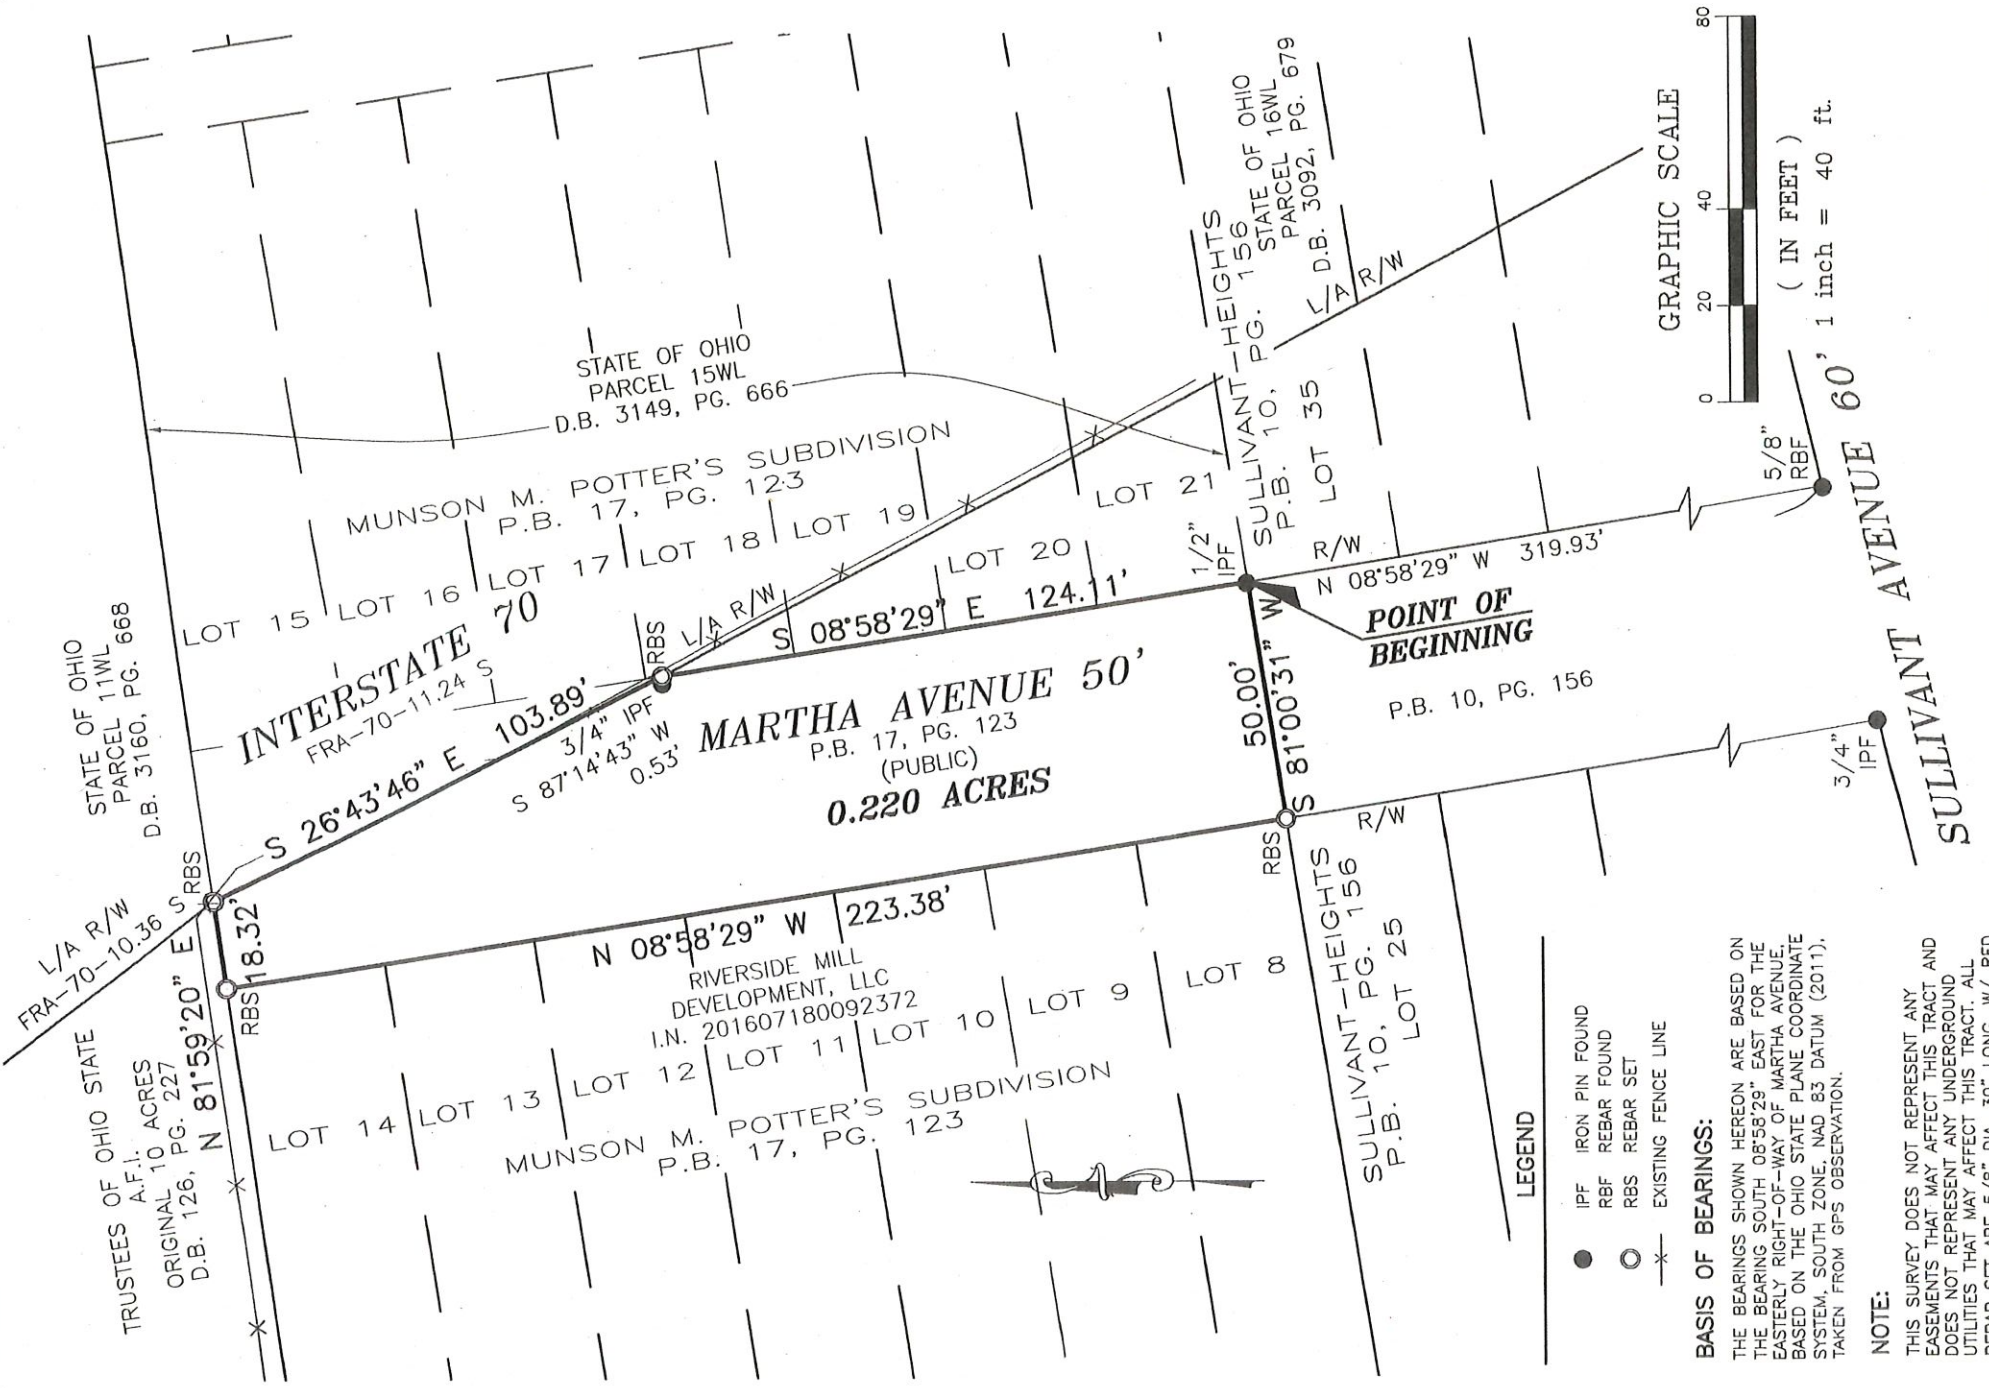 STATE OF OHIO
PARCEL 11WL
D.B. 3160, PG. 668
L/A R/W
FRA-70-10.36 S
TRUSTEES OF OHIO STATE
A.F.I.
ORIGINAL 10 ACRES
D.B. 126, PG. 227
N 81°59'20" E
18.32'
RBS
RBS
STATE OF OHIO
PARCEL 15WL
D.B. 3149, PG. 666
MUNSON M. POTTER'S SUBDIVISION
P.B. 17, PG. 123
LOT 15
LOT 16
LOT 17
LOT 18
LOT 19
LOT 20
LOT 21
INTERSTATE 70
FRA-70-11.24 S
S 26°43'46" E 103.89'
3/4" IPF
S 87°14'43" W
0.53'
RBS
L/A R/W
S 08°58'29" E 124.11'
MARTHA AVENUE 50'
P.B. 17, PG. 123
(PUBLIC)
0.220 ACRES
N 08°58'29" W 223.38'
RIVERSIDE MILL
DEVELOPMENT, LLC
I.N. 201607180092372
LOT 14
LOT 13
LOT 12
LOT 11
LOT 10
LOT 9
LOT 8
MUNSON M. POTTER'S SUBDIVISION
P.B. 17, PG. 123
1/2"
IPF
50.00'
S 81°00'31" W
RBS
SULLIVANT-HEIGHTS
P.B. 10, PG. 156
LOT 35
STATE OF OHIO
PARCEL 16WL
D.B. 3092, PG. 679
L/A R/W
R/W
N 08°58'29" W 319.93'
POINT OF
BEGINNING
P.B. 10, PG. 156
R/W
SULLIVANT-HEIGHTS
P.B. 10, PG. 156
LOT 25
5/8"
RBF
3/4"
IPF
SULLIVANT AVENUE 60'
GRAPHIC SCALE
0 20 40 80
( IN FEET )
1 inch = 40 ft.
LEGEND
IPF IRON PIN FOUND
RBF REBAR FOUND
RBS REBAR SET
EXISTING FENCE LINE
BASIS OF BEARINGS:
THE BEARINGS SHOWN HEREON ARE BASED ON
THE BEARING SOUTH 08°58'29" EAST FOR THE
EASTERLY RIGHT-OF-WAY OF MARTHA AVENUE,
BASED ON THE OHIO STATE PLANE COORDINATE
SYSTEM, SOUTH ZONE, NAD 83 DATUM (2011),
TAKEN FROM GPS OBSERVATION.
NOTE:
THIS SURVEY DOES NOT REPRESENT ANY
EASEMENTS THAT MAY AFFECT THIS TRACT AND
DOES NOT REPRESENT ANY UNDERGROUND
UTILITIES THAT MAY AFFECT THIS TRACT. ALL